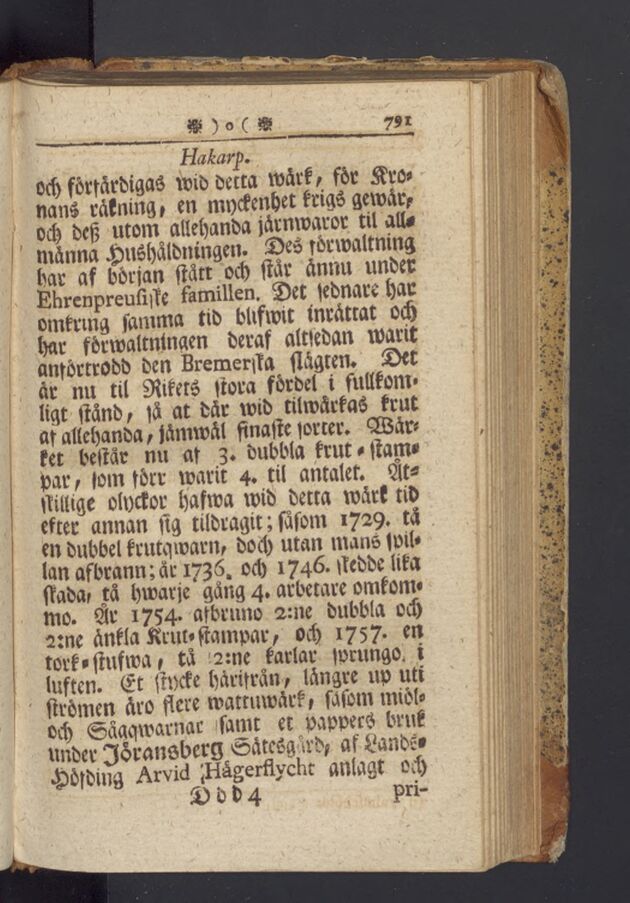 ❉ ) o ( ❉ 791
Hakarp.
och förfärdigas wid detta wärk, för Kro-
nans räkning, en myckenhet krigs gewär,
och deß utom allehanda järnwaror til all-
männa Hushåldningen. Des förwaltning
har af början stått och står ännu under
Ehrenpreusiske famillen. Det sednare har
omkring samma tid blifwit inrättat och
har förwaltningen deraf altsedan warit
anförtrodd den Bremerska slägten. Det
är nu til Rikets stora fördel i fullkom-
ligt stånd, så at där wid tilwärkas krut
af allehanda, jämwäl finaste sorter. Wär-
ket består nu af 3. dubbla krut-stam-
par, som förr warit 4. til antalet. Åt-
skillige olyckor hafwa wid detta wärk tid
efter annan sig tildragit; såsom 1729. tå
en dubbel krutqwarn, doch utan mans spil-
lan afbrann; år 1736. och 1746. skedde lika
skada, tå hwarje gång 4. arbetare omkom-
mo. År 1754. afbruno 2:ne dubbla och
2:ne änkla Krut-stampar, och 1757. en
tork-stufwa, tå 2:ne karlar sprungo i
luften. Et stycke härifrån, längre up uti
strömen äro flere wattuwärk, såsom miöl-
och Sågqwarnar samt et pappers bruk
under Jöransberg Sätesgård, af Lands-
Höfding Arvid Hägerflycht anlagt och
Ddd 4 pri-